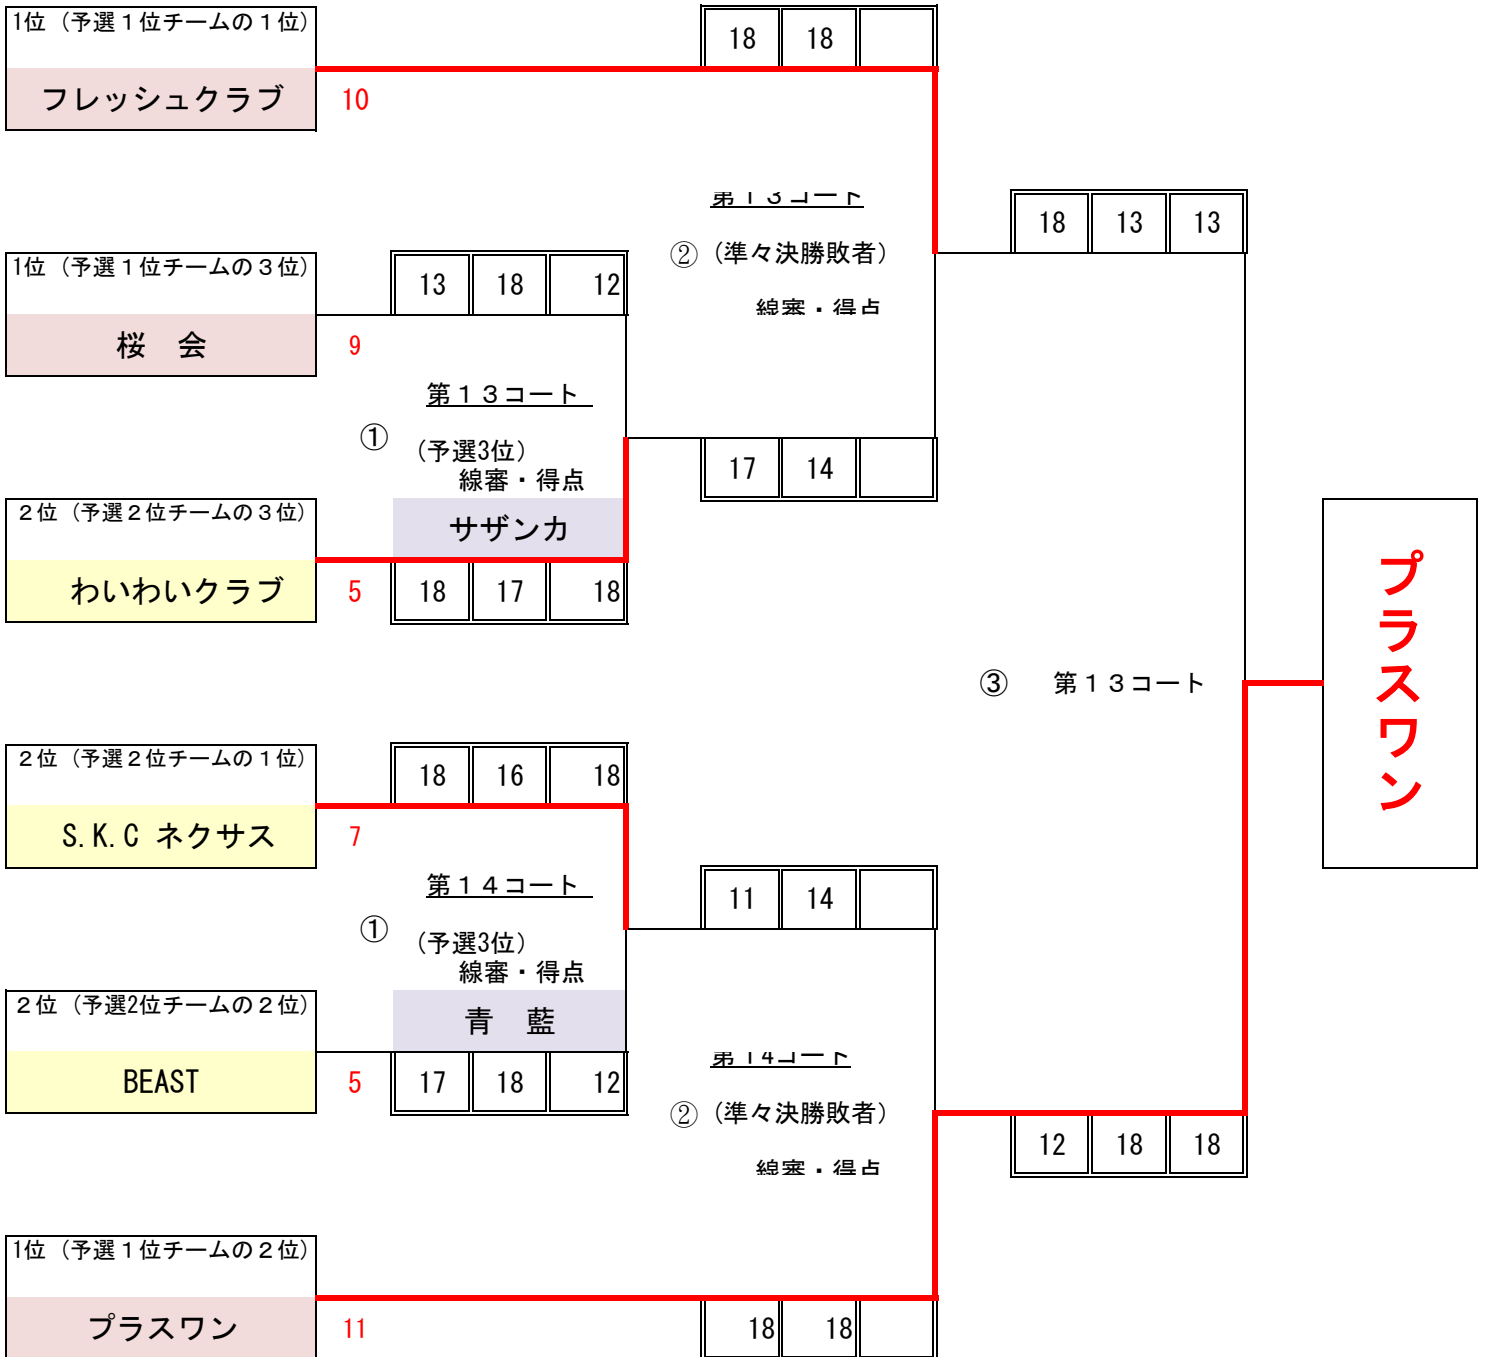 1位（予選１位チームの１位）
18 18
フレッシュクラブ 10
第１３コート
②（準々決勝敗者）
線審・得点
18 13 13
1位（予選１位チームの３位）
13 18 12
桜　会 9
第１３コート
①
（予選3位）
線審・得点
サザンカ
17 14
２位（予選２位チームの３位）
わいわいクラブ 5 18 17 18
③　第１３コート
プラスワン
２位（予選２位チームの１位）
18 16 18
S.K.C ネクサス 7
第１４コート
①
（予選3位）
線審・得点
青　藍
11 14
２位（予選2位チームの２位）
BEAST 5 17 18 12
第14コート
②（準々決勝敗者）
線審・得点
12 18 18
1位（予選１位チームの２位）
プラスワン 11 18 18